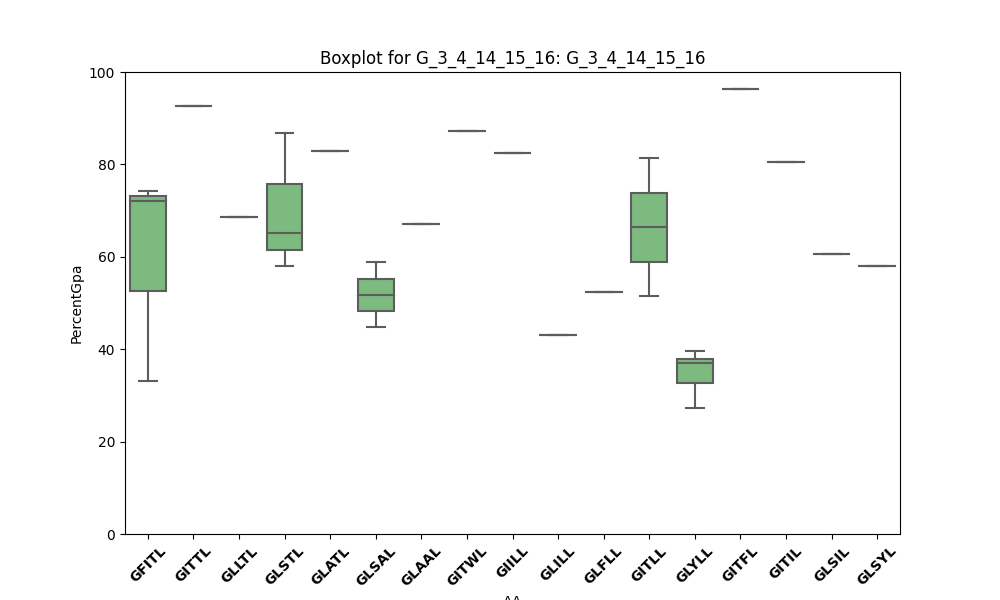 Boxplot for G_3_4_14_15_16: G_3_4_14_15_16
100
80
60
40
20
0
PercentGpa
GFITL GITTL GLLTL GLSTL GLATL GLSAL GLAAL GITWL GIILL GLILL GLFLL GITLL GLYLL GITFL GITIL GLSIL GLSYL
AA